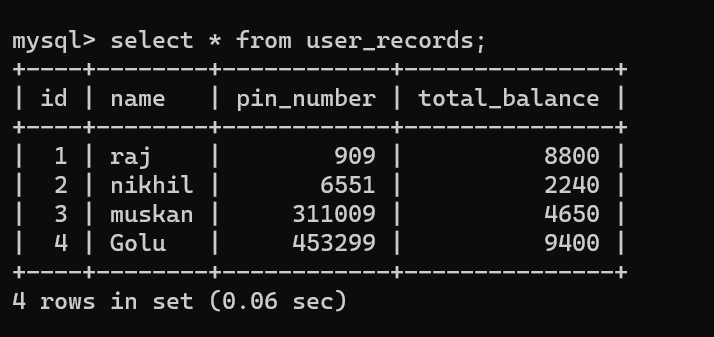 mysql> select * from user_records;
+----+--------+------------+---------------+
| id | name   | pin_number | total_balance |
+----+--------+------------+---------------+
|  1 | raj    |        909 |          8800 |
|  2 | nikhil |       6551 |          2240 |
|  3 | muskan |     311009 |          4650 |
|  4 | Golu   |     453299 |          9400 |
+----+--------+------------+---------------+
4 rows in set (0.06 sec)